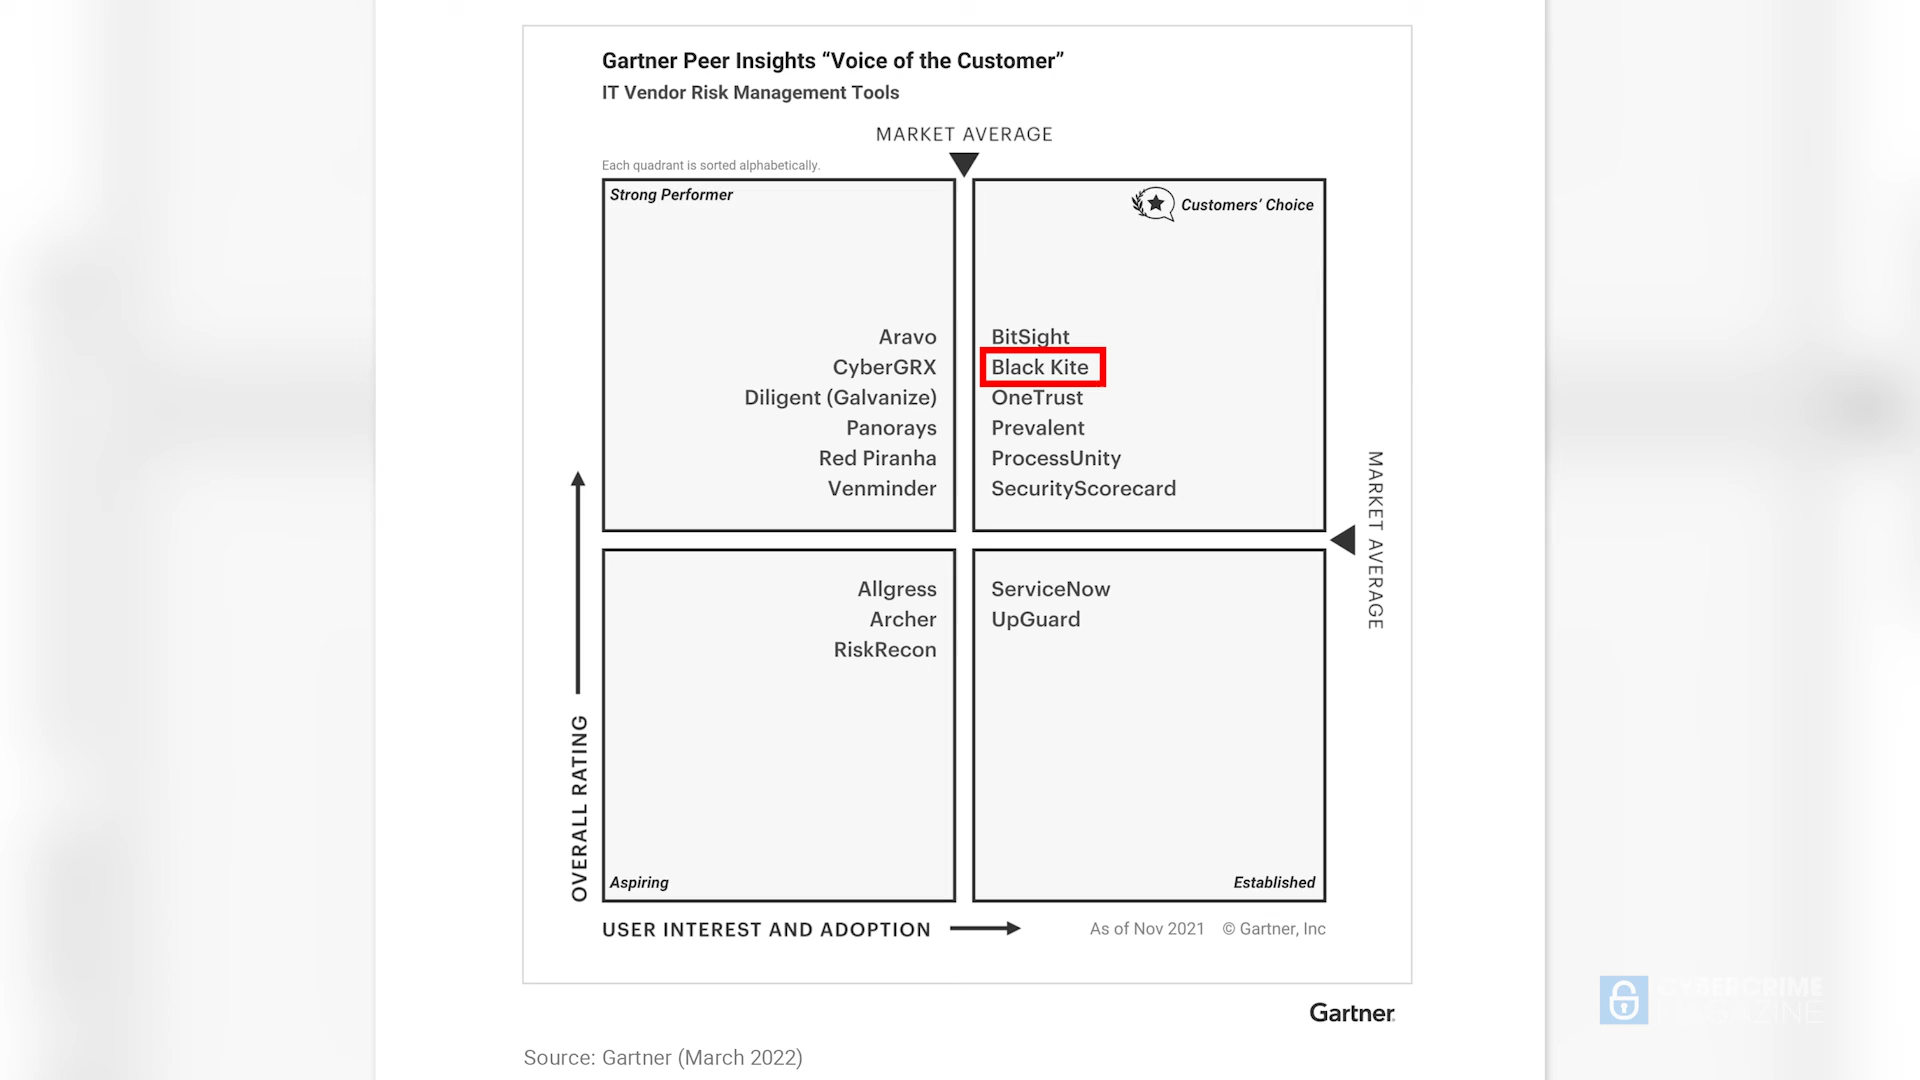 Gartner Peer Insights “Voice of the Customer”
IT Vendor Risk Management Tools
MARKET AVERAGE
Each quadrant is sorted alphabetically.
Strong Performer
Customers’ Choice
Aravo
CyberGRX
Diligent (Galvanize)
Panorays
Red Piranha
Venminder
BitSight
Black Kite
OneTrust
Prevalent
ProcessUnity
SecurityScorecard
MARKET AVERAGE
Allgress
Archer
RiskRecon
ServiceNow
UpGuard
OVERALL RATING
Aspiring
Established
USER INTEREST AND ADOPTION
As of Nov 2021 © Gartner, Inc
Gartner.
Source: Gartner (March 2022)
CYBERCRIME
MAGAZINE